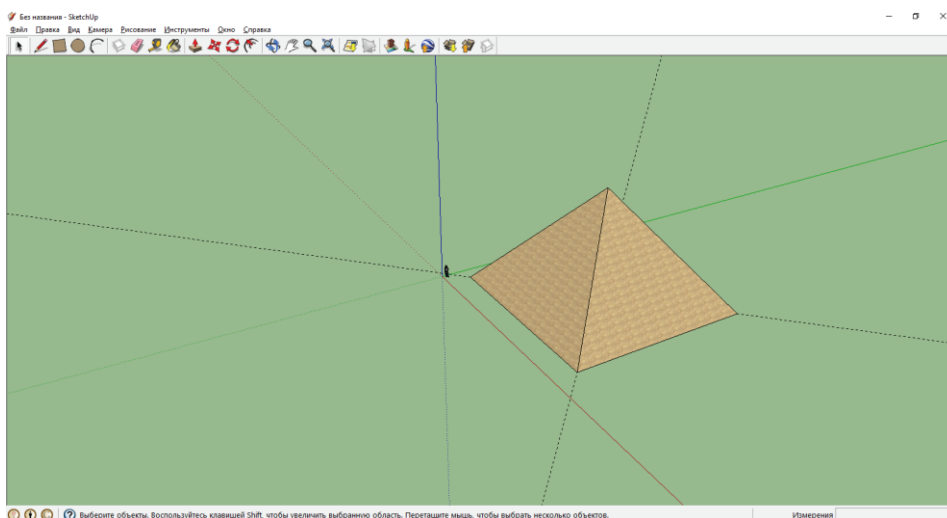 Без названия - SketchUp
Файл Правка Вид Камера Рисование Инструменты Окно Справка
Выберите объекты. Воспользуйтесь клавишей Shift, чтобы увеличить выбранную область. Перетащите мышь, чтобы выбрать несколько объектов. Измерения